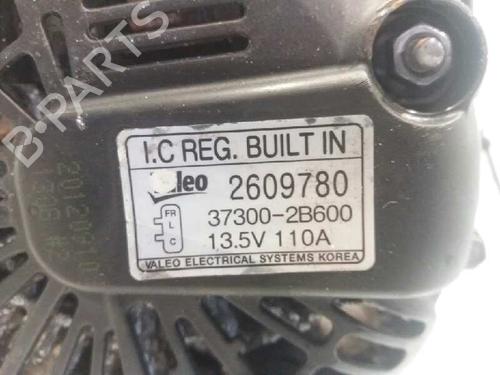 I.C REG. BUILT IN
Valeo 2609780
FR
L
C
37300-2B600
13.5V 110A
VALEO ELECTRICAL SYSTEMS KOREA
B-PARTS